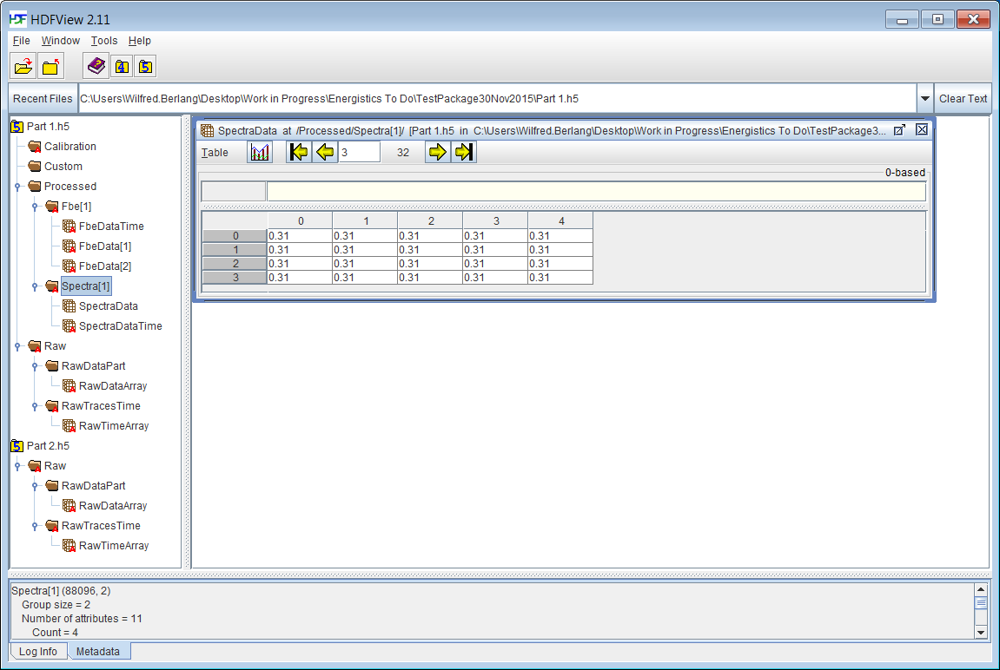 HDF HDFView 2.11
File Window Tools Help
4 5
Recent Files C:\Users\Wilfred.Berlang\Desktop\Work in Progress\Energistics To Do\TestPackage30Nov2015\Part 1.h5 Clear Text
5 Part 1.h5
Calibration
Custom
Processed
Fbe[1]
FbeDataTime
FbeData[1]
FbeData[2]
Spectra[1]
SpectraData
SpectraDataTime
Raw
RawDataPart
RawDataArray
RawTracesTime
RawTimeArray
5 Part 2.h5
Raw
RawDataPart
RawDataArray
RawTracesTime
RawTimeArray
SpectraData at /Processed/Spectra[1]/ [Part 1.h5 in C:\Users\Wilfred.Berlang\Desktop\Work in Progress\Energistics To Do\TestPackage3...
Table 3 32
0-based
0 1 2 3 4
0 0.31 0.31 0.31 0.31 0.31
1 0.31 0.31 0.31 0.31 0.31
2 0.31 0.31 0.31 0.31 0.31
3 0.31 0.31 0.31 0.31 0.31
Spectra[1] (88096, 2)
Group size = 2
Number of attributes = 11
Count = 4
Log Info Metadata